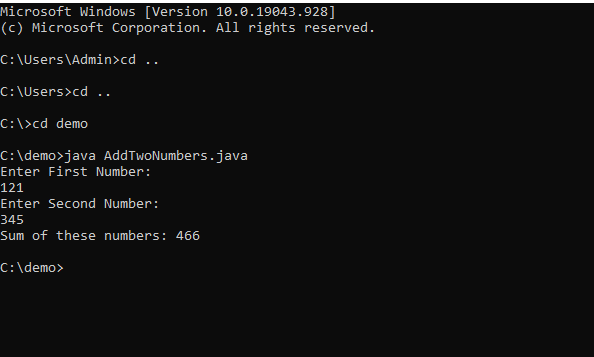 Microsoft Windows [Version 10.0.19043.928]
(c) Microsoft Corporation. All rights reserved.
C:\Users\Admin>cd ..
C:\Users>cd ..
C:\>cd demo
C:\demo>java AddTwoNumbers.java
Enter First Number:
121
Enter Second Number:
345
Sum of these numbers: 466
C:\demo>